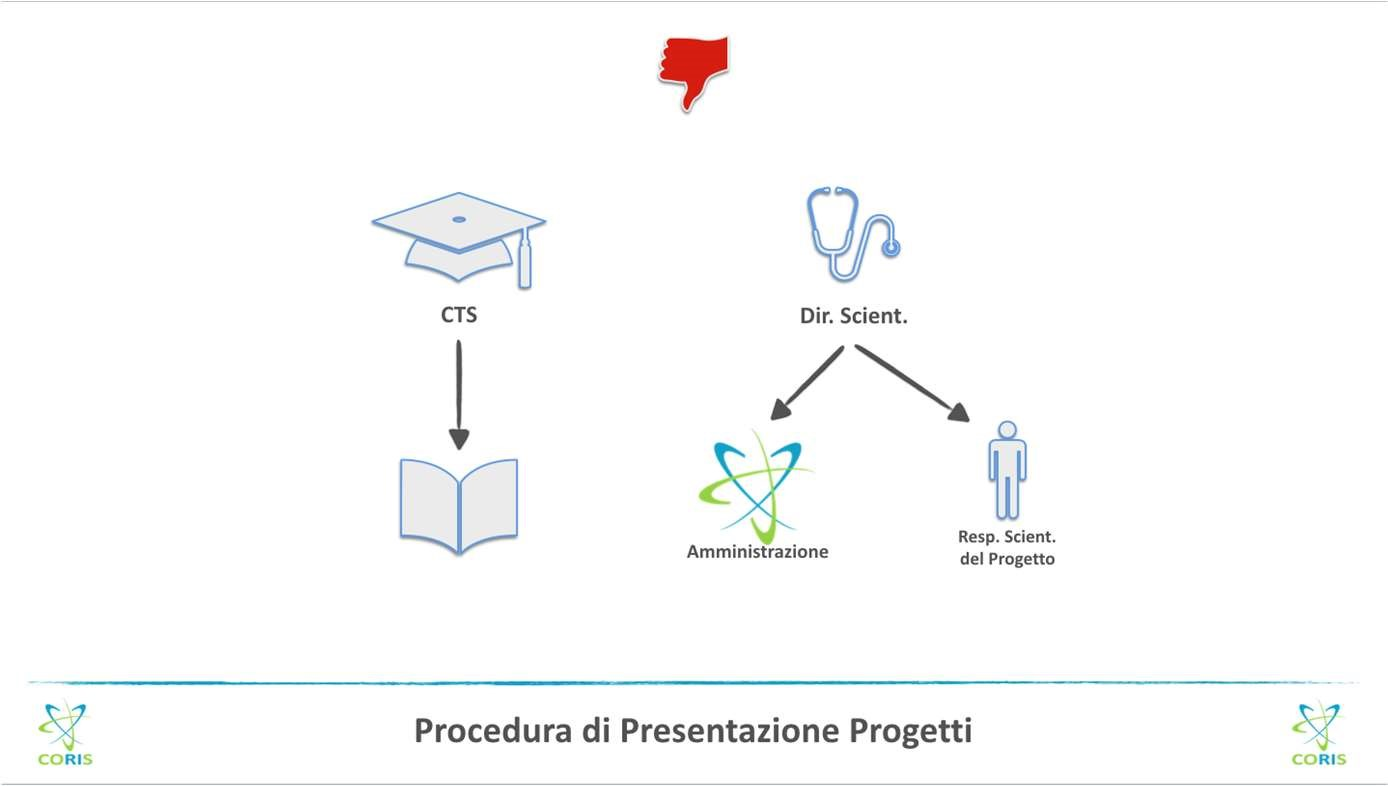 CTS
Dir. Scient.
Amministrazione
Resp. Scient.
del Progetto
Procedura di Presentazione Progetti
CORIS
CORIS